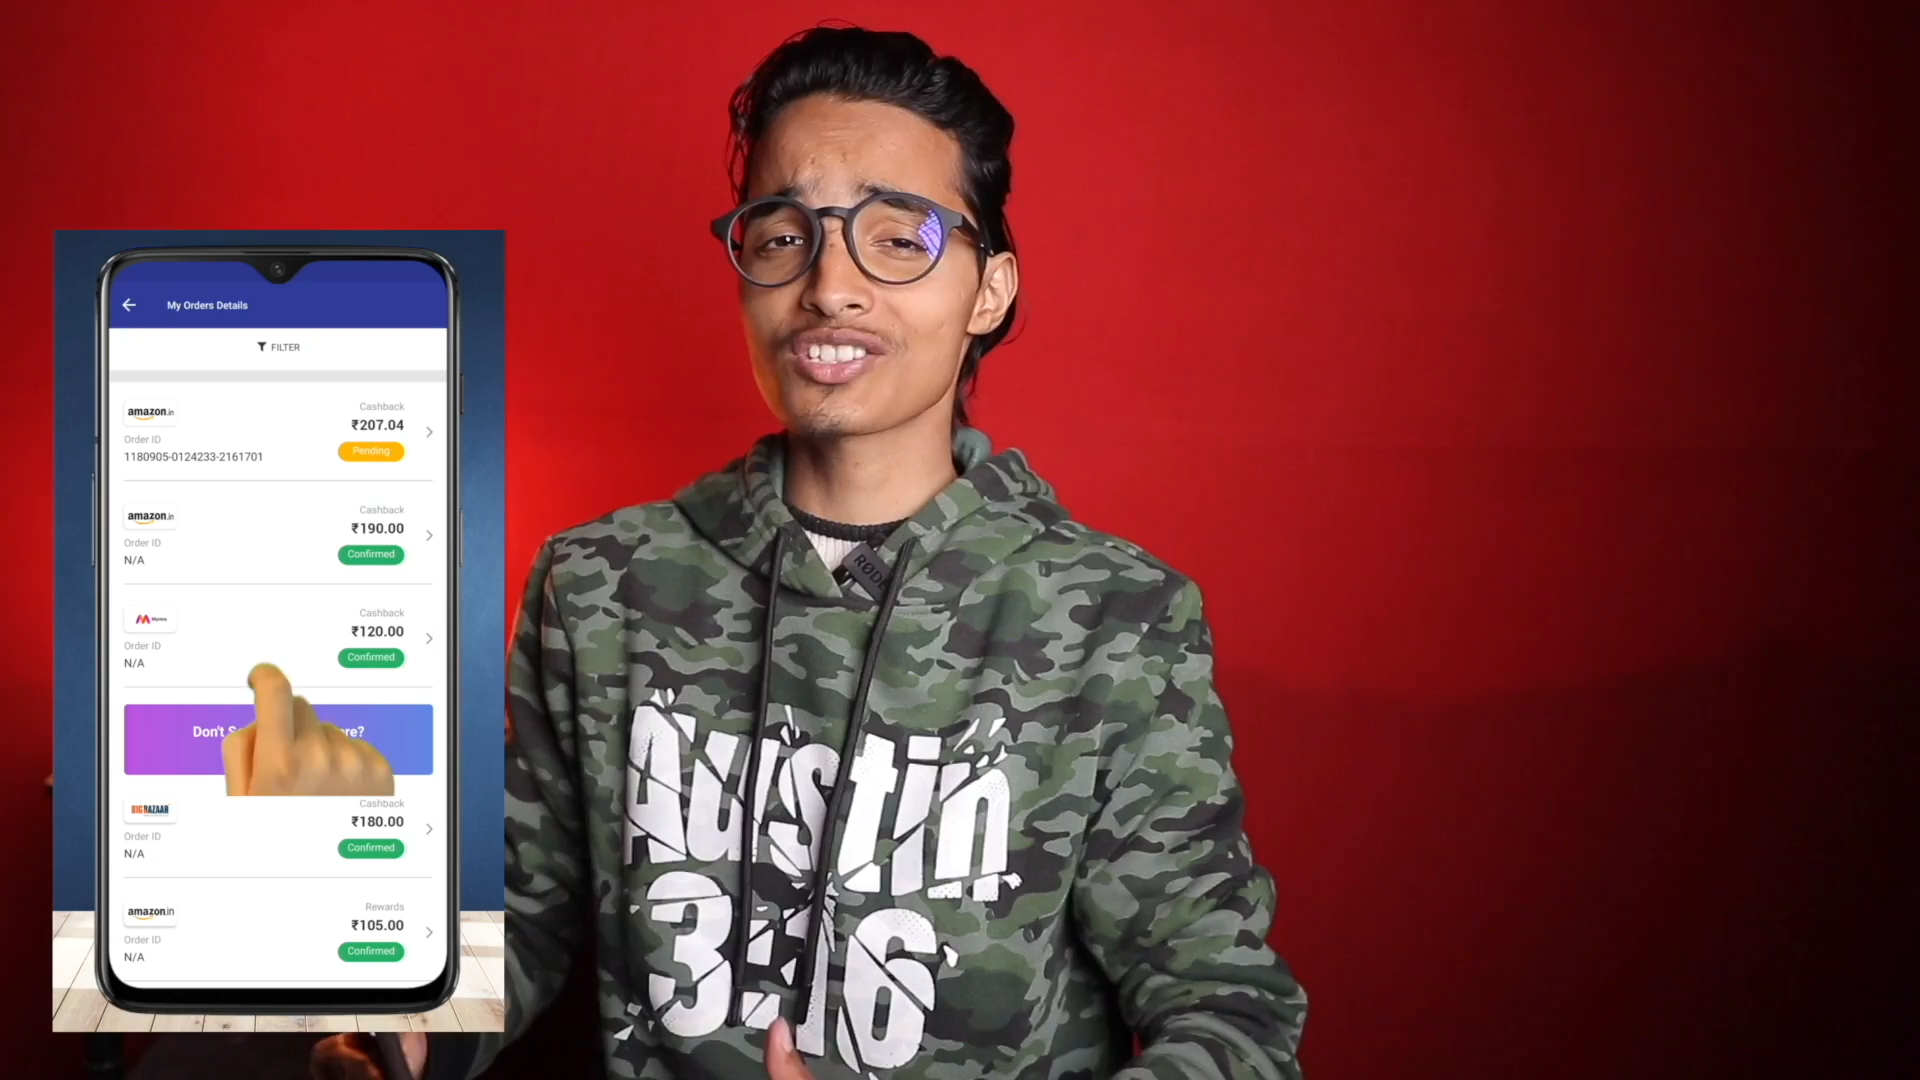 My Orders Details
FILTER
amazon.in
Cashback
₹207.04
Order ID
Pending
1180905-0124233-2161701
amazon.in
Cashback
₹190.00
Order ID
Confirmed
N/A
Myntra
Cashback
₹120.00
Order ID
Confirmed
N/A
Don't
BIG BAZAAR
Cashback
₹180.00
Order ID
Confirmed
N/A
amazon.in
Rewards
₹105.00
Order ID
Confirmed
N/A
RØDE
Austin
3:16